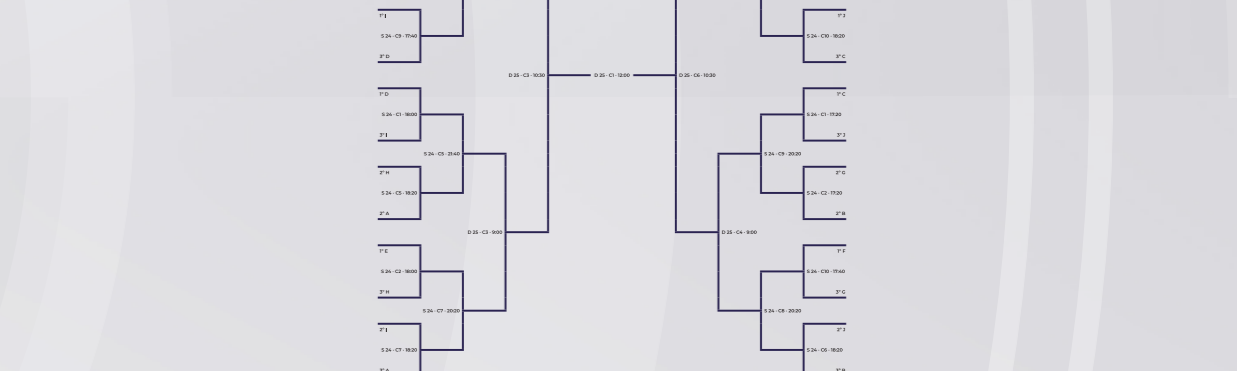 1º I
S 24 - C9 - 17:40
3º D
D 25 - C3 - 10:30
1º D
S 24 - C1 - 18:00
3º I
S 24 - C5 - 21:40
2º H
S 24 - C5 - 18:20
2º A
D 25 - C3 - 9:00
1º E
S 24 - C2 - 18:00
3º H
S 24 - C7 - 20:20
2º I
S 24 - C7 - 18:20
D 25 - C1 - 12:00
1º J
S 24 - C10 - 18:20
3º C
D 25 - C6 - 10:30
1º C
S 24 - C1 - 17:20
3º J
S 24 - C9 - 20:20
2º G
S 24 - C2 - 17:20
2º B
D 25 - C4 - 9:00
1º F
S 24 - C10 - 17:40
3º G
S 24 - C8 - 20:20
2º J
S 24 - C6 - 18:20